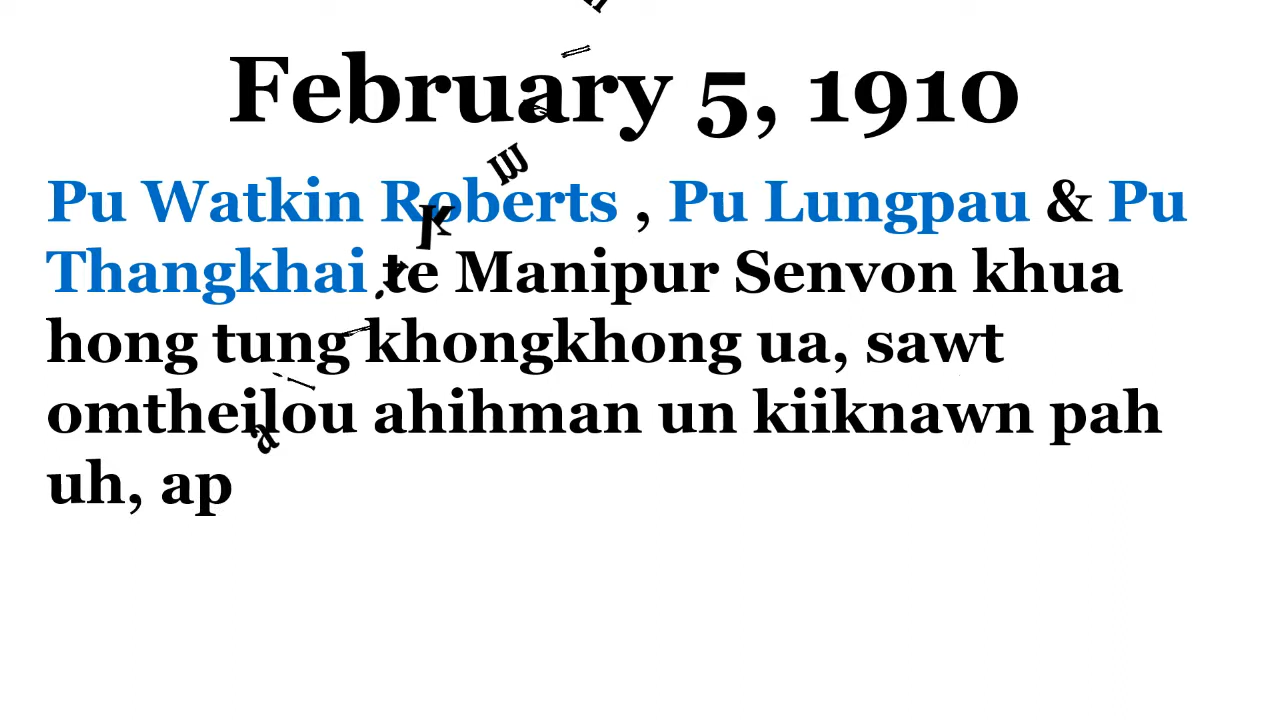 February 5, 1910
Pu Watkin Roberts , Pu Lungpau & Pu
Thangkhai te Manipur Senvon khua
hong tung khongkhong ua, sawt
omtheilou ahihman un kiiknawn pah
uh, ap